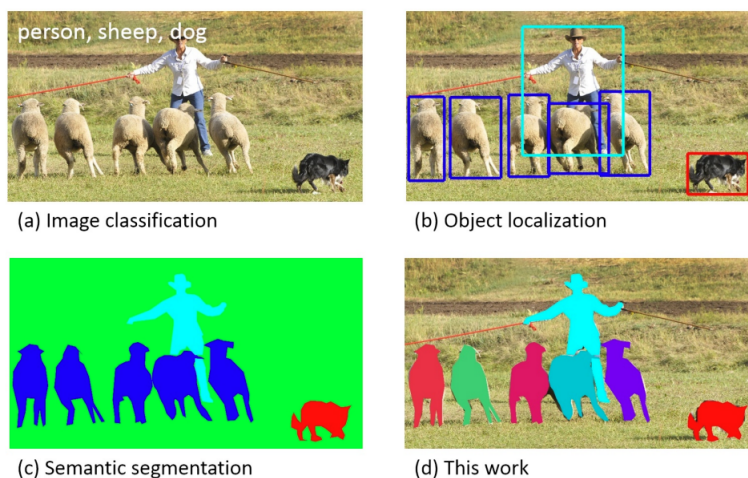 person, sheep, dog
(a) Image classification
(b) Object localization
(c) Semantic segmentation
(d) This work